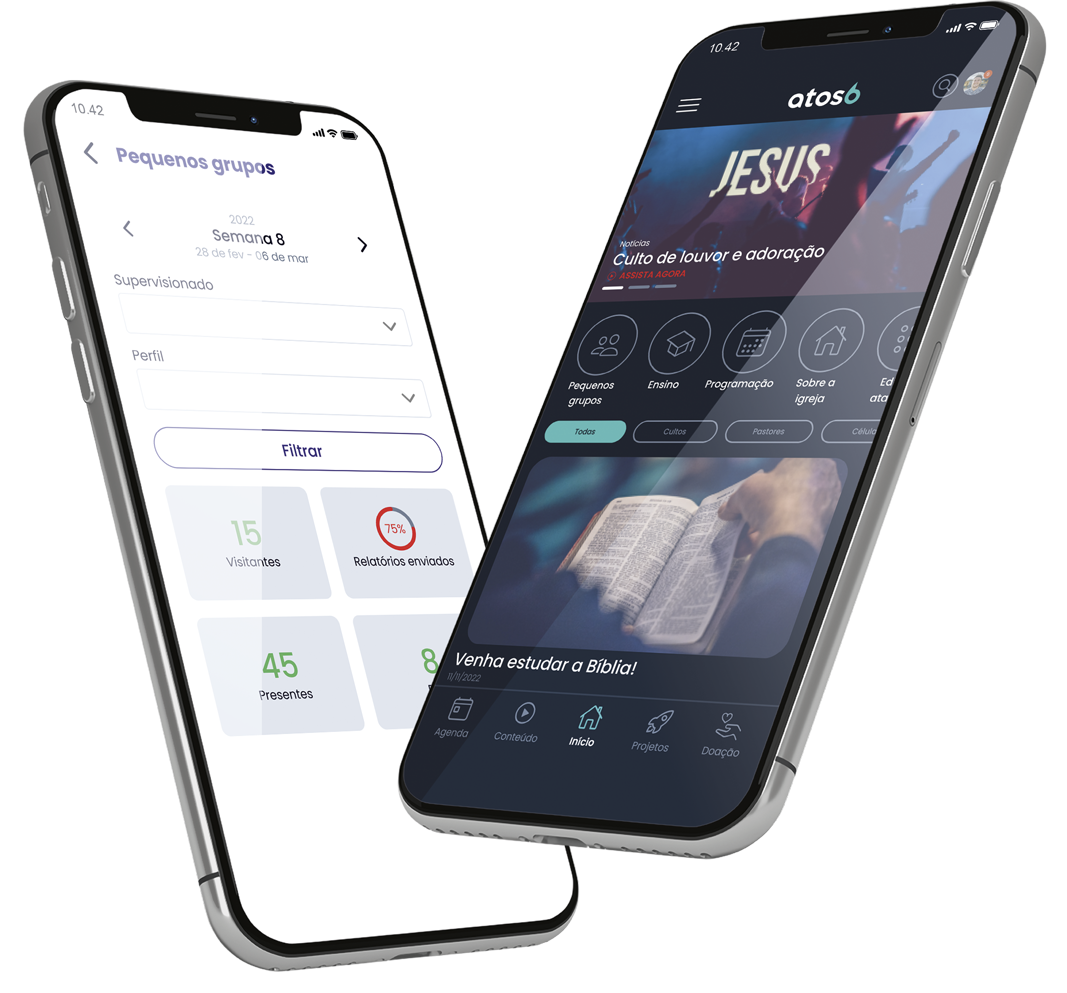 10.42
Pequenos grupos
2022
Semana 8
28 de fev - 06 de mar
Supervisionado
Perfil
Filtrar
15
Visitantes
75%
Relatórios enviados
45
Presentes
8
10.42
atos6
JESUS
Notícias
Culto de louvor e adoração
ASSISTA AGORA
Pequenos
grupos
Ensino
Programação
Sobre a
igreja
Ed
ata
Todas
Cultos
Pastores
Célula
Venha estudar a Bíblia!
11/11/2022
Agenda
Conteúdo
Início
Projetos
Doação